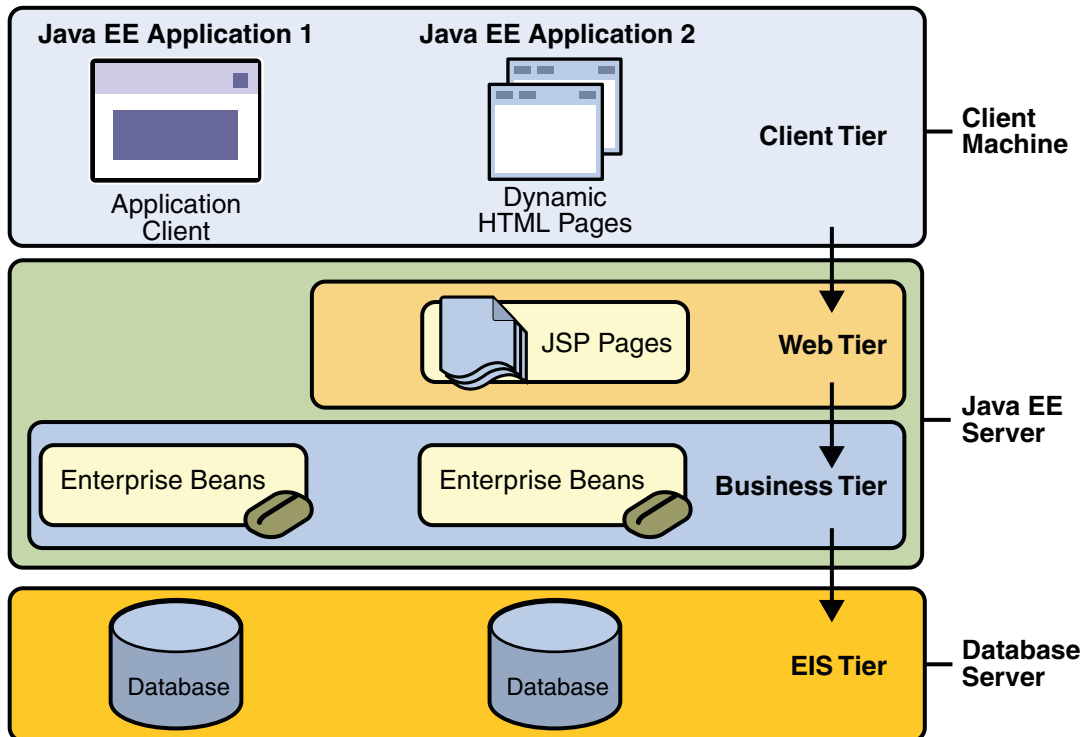 Java EE Application 1
Java EE Application 2
Application
Client
Dynamic
HTML Pages
Client Tier
Client
Machine
JSP Pages
Web Tier
Java EE
Server
Enterprise Beans
Enterprise Beans
Business Tier
Database
Database
EIS Tier
Database
Server